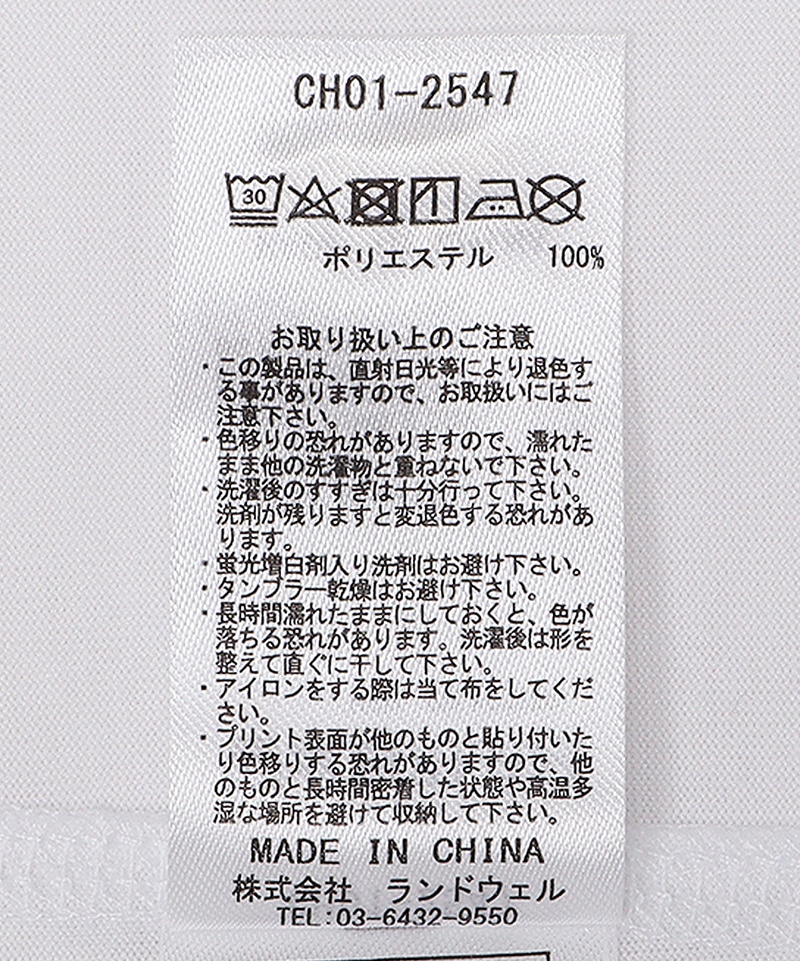 CH01-2547
30
ポリエステル 100%
お取り扱い上のご注意
・この製品は、直射日光等により退色す
る事がありますので、お取扱いにはご
注意下さい。
・色移りの恐れがありますので、濡れた
まま他の洗濯物と重ねないで下さい。
・洗濯後のすすぎは十分行って下さい。
洗剤が残りますと変退色する恐れがあ
ります。
・蛍光増白剤入り洗剤はお避け下さい。
・タンブラー乾燥はお避け下さい。
・長時間濡れたままにしておくと、色が
落ちる恐れがあります。洗濯後は形を
整えて直ぐに干して下さい。
・アイロンをする際は当て布をしてくだ
さい。
・プリント表面が他のものと貼り付いた
り色移りする恐れがありますので、他
のものと長時間密着した状態や高温多
湿な場所を避けて収納して下さい。
MADE IN CHINA
株式会社 ランドウェル
TEL:03-6432-9550